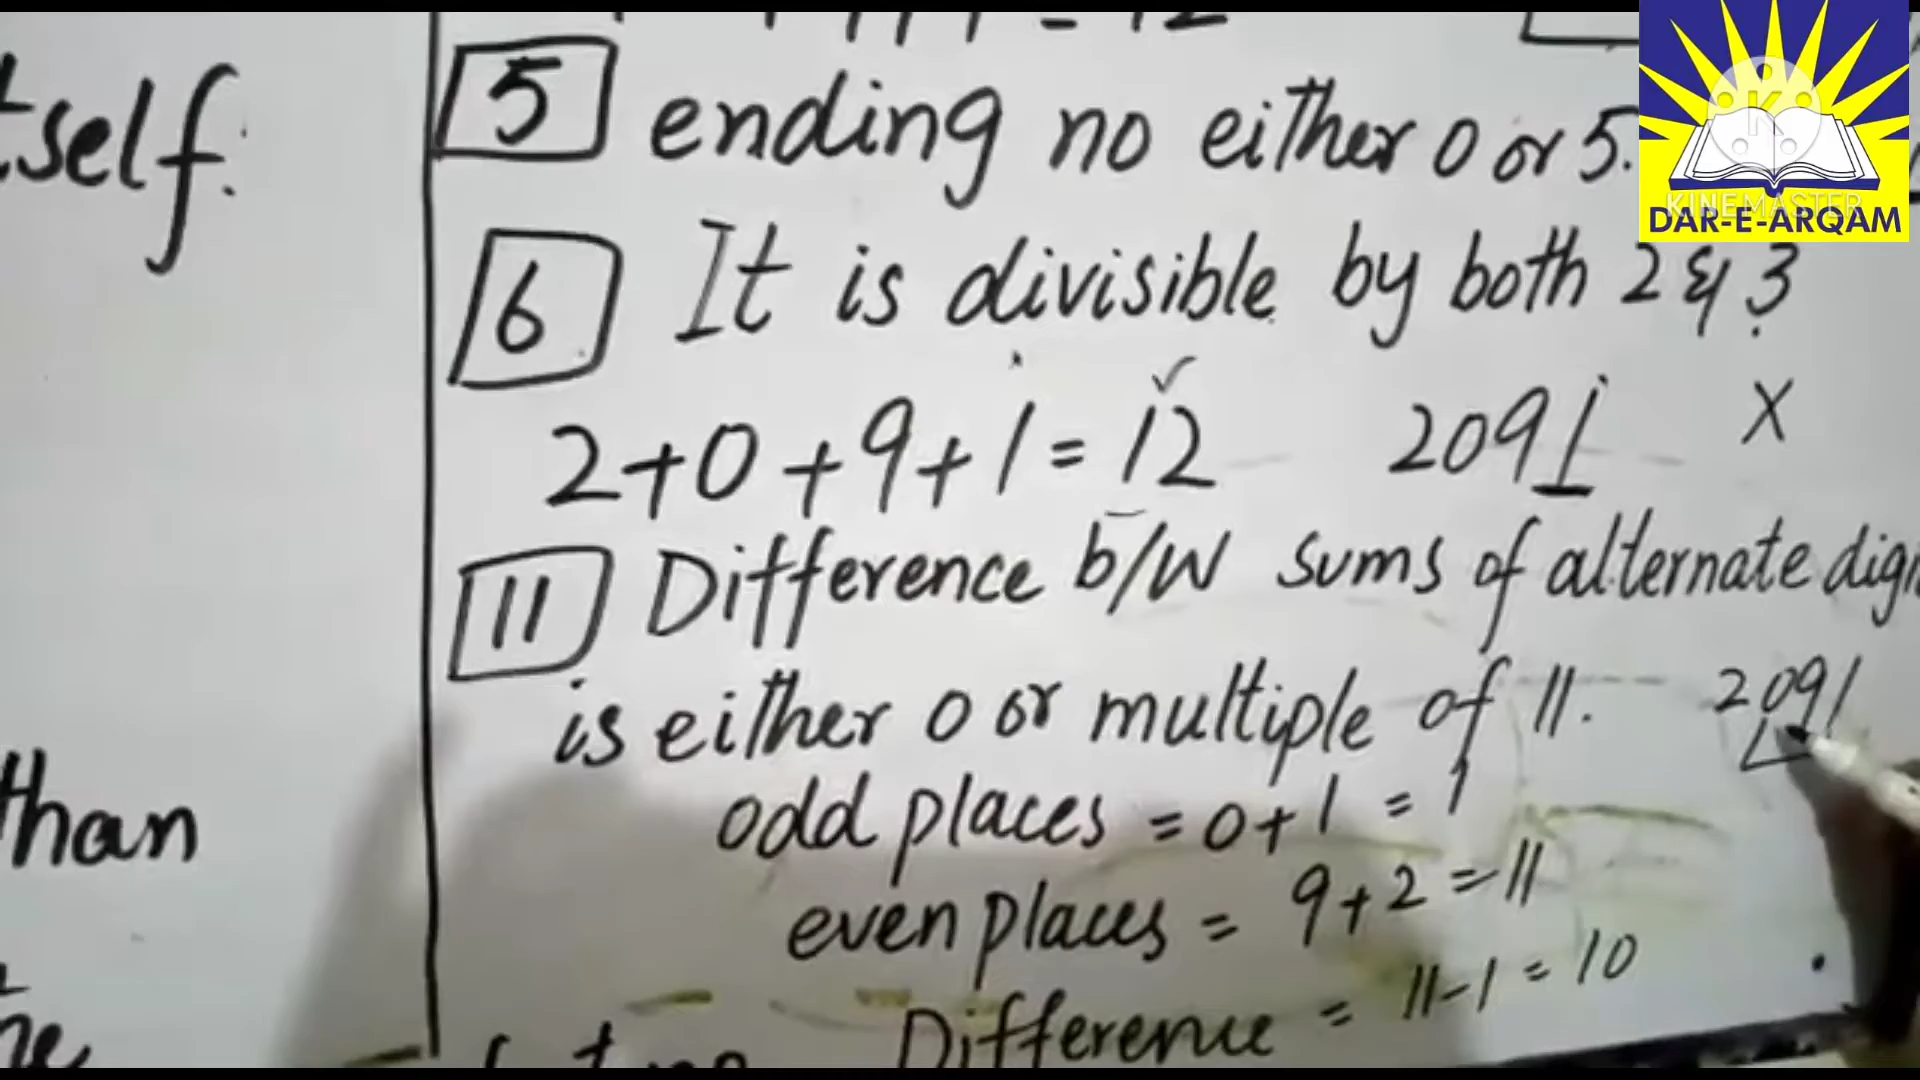 = 12
tself.
5 ending no either 0 or 5.
6 It is divisible by both 2 & 3
2+0+9+1=12 2091 X
11 Difference b/w sums of alternate digi
is either 0 or multiple of 11. 2091
odd places = 0+1 = 1
than
even places = 9+2 = 11
Difference = 11-1 = 10
K
KINEMASTER
DAR-E-ARQAM